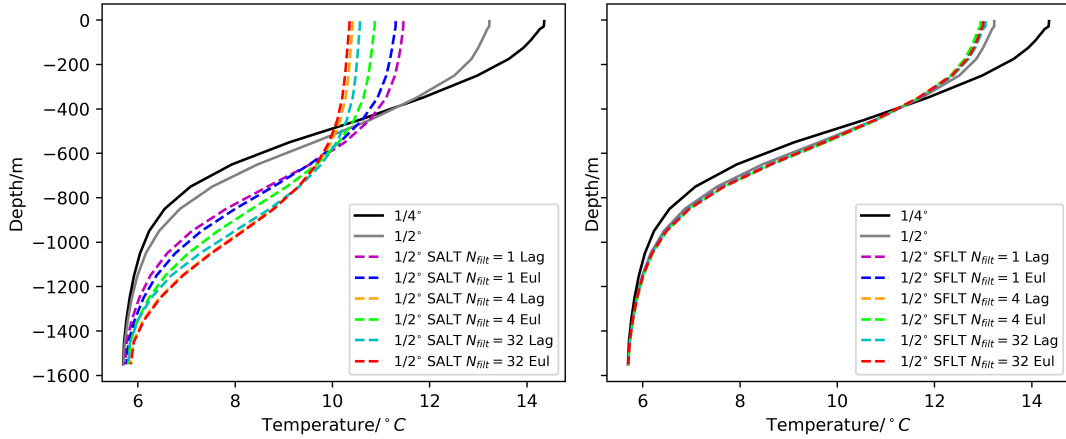 0
−200
−400
−600
−800
−1000
−1200
−1400
−1600
Depth/m
6
8
10
12
14
Temperature/°C
1/4°
1/2°
1/2° SALT N_filt = 1 Lag
1/2° SALT N_filt = 1 Eul
1/2° SALT N_filt = 4 Lag
1/2° SALT N_filt = 4 Eul
1/2° SALT N_filt = 32 Lag
1/2° SALT N_filt = 32 Eul
Depth/m
6
8
10
12
14
Temperature/°C
1/4°
1/2°
1/2° SFLT N_filt = 1 Lag
1/2° SFLT N_filt = 1 Eul
1/2° SFLT N_filt = 4 Lag
1/2° SFLT N_filt = 4 Eul
1/2° SFLT N_filt = 32 Lag
1/2° SFLT N_filt = 32 Eul